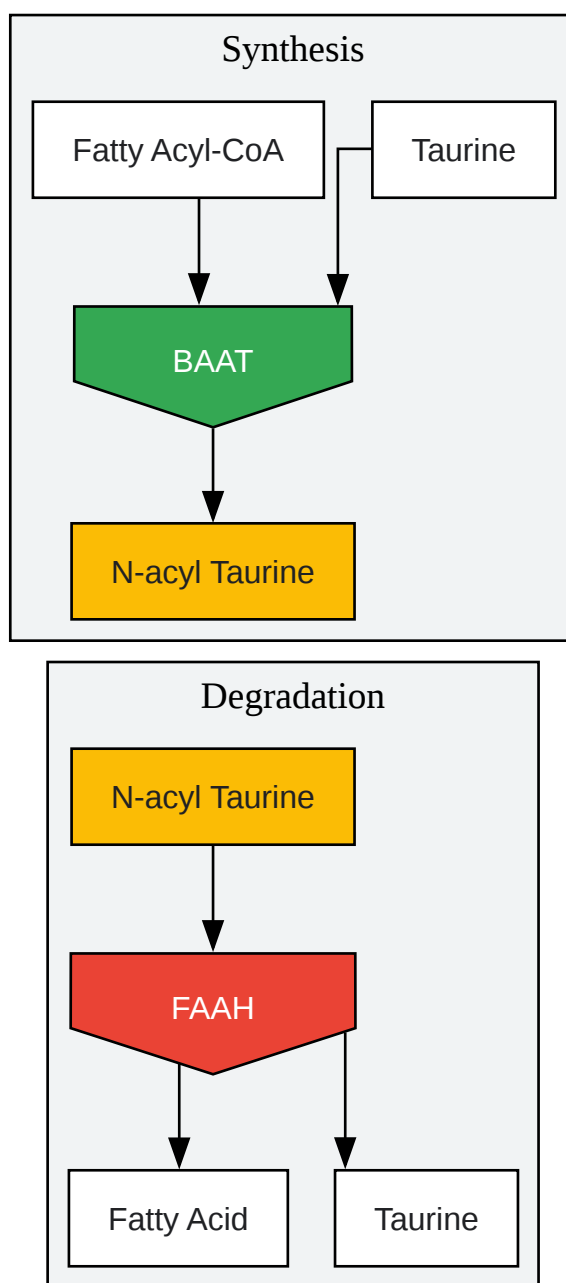 Synthesis
Fatty Acyl-CoA
Taurine
BAAT
N-acyl Taurine
Degradation
N-acyl Taurine
FAAH
Fatty Acid
Taurine